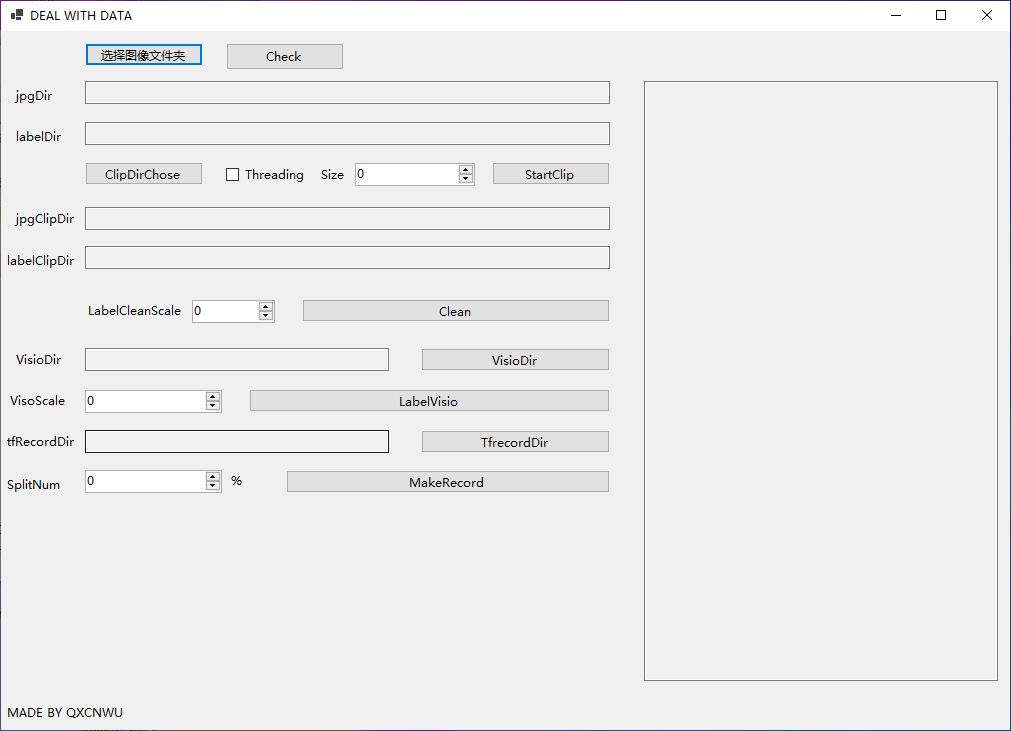 DEAL WITH DATA
选择图像文件夹 Check
jpgDir
labelDir
ClipDirChose Threading Size 0 StartClip
jpgClipDir
labelClipDir
LabelCleanScale 0 Clean
VisioDir VisioDir
VisoScale 0 LabelVisio
tfRecordDir TfrecordDir
SplitNum 0 % MakeRecord
MADE BY QXCNWU